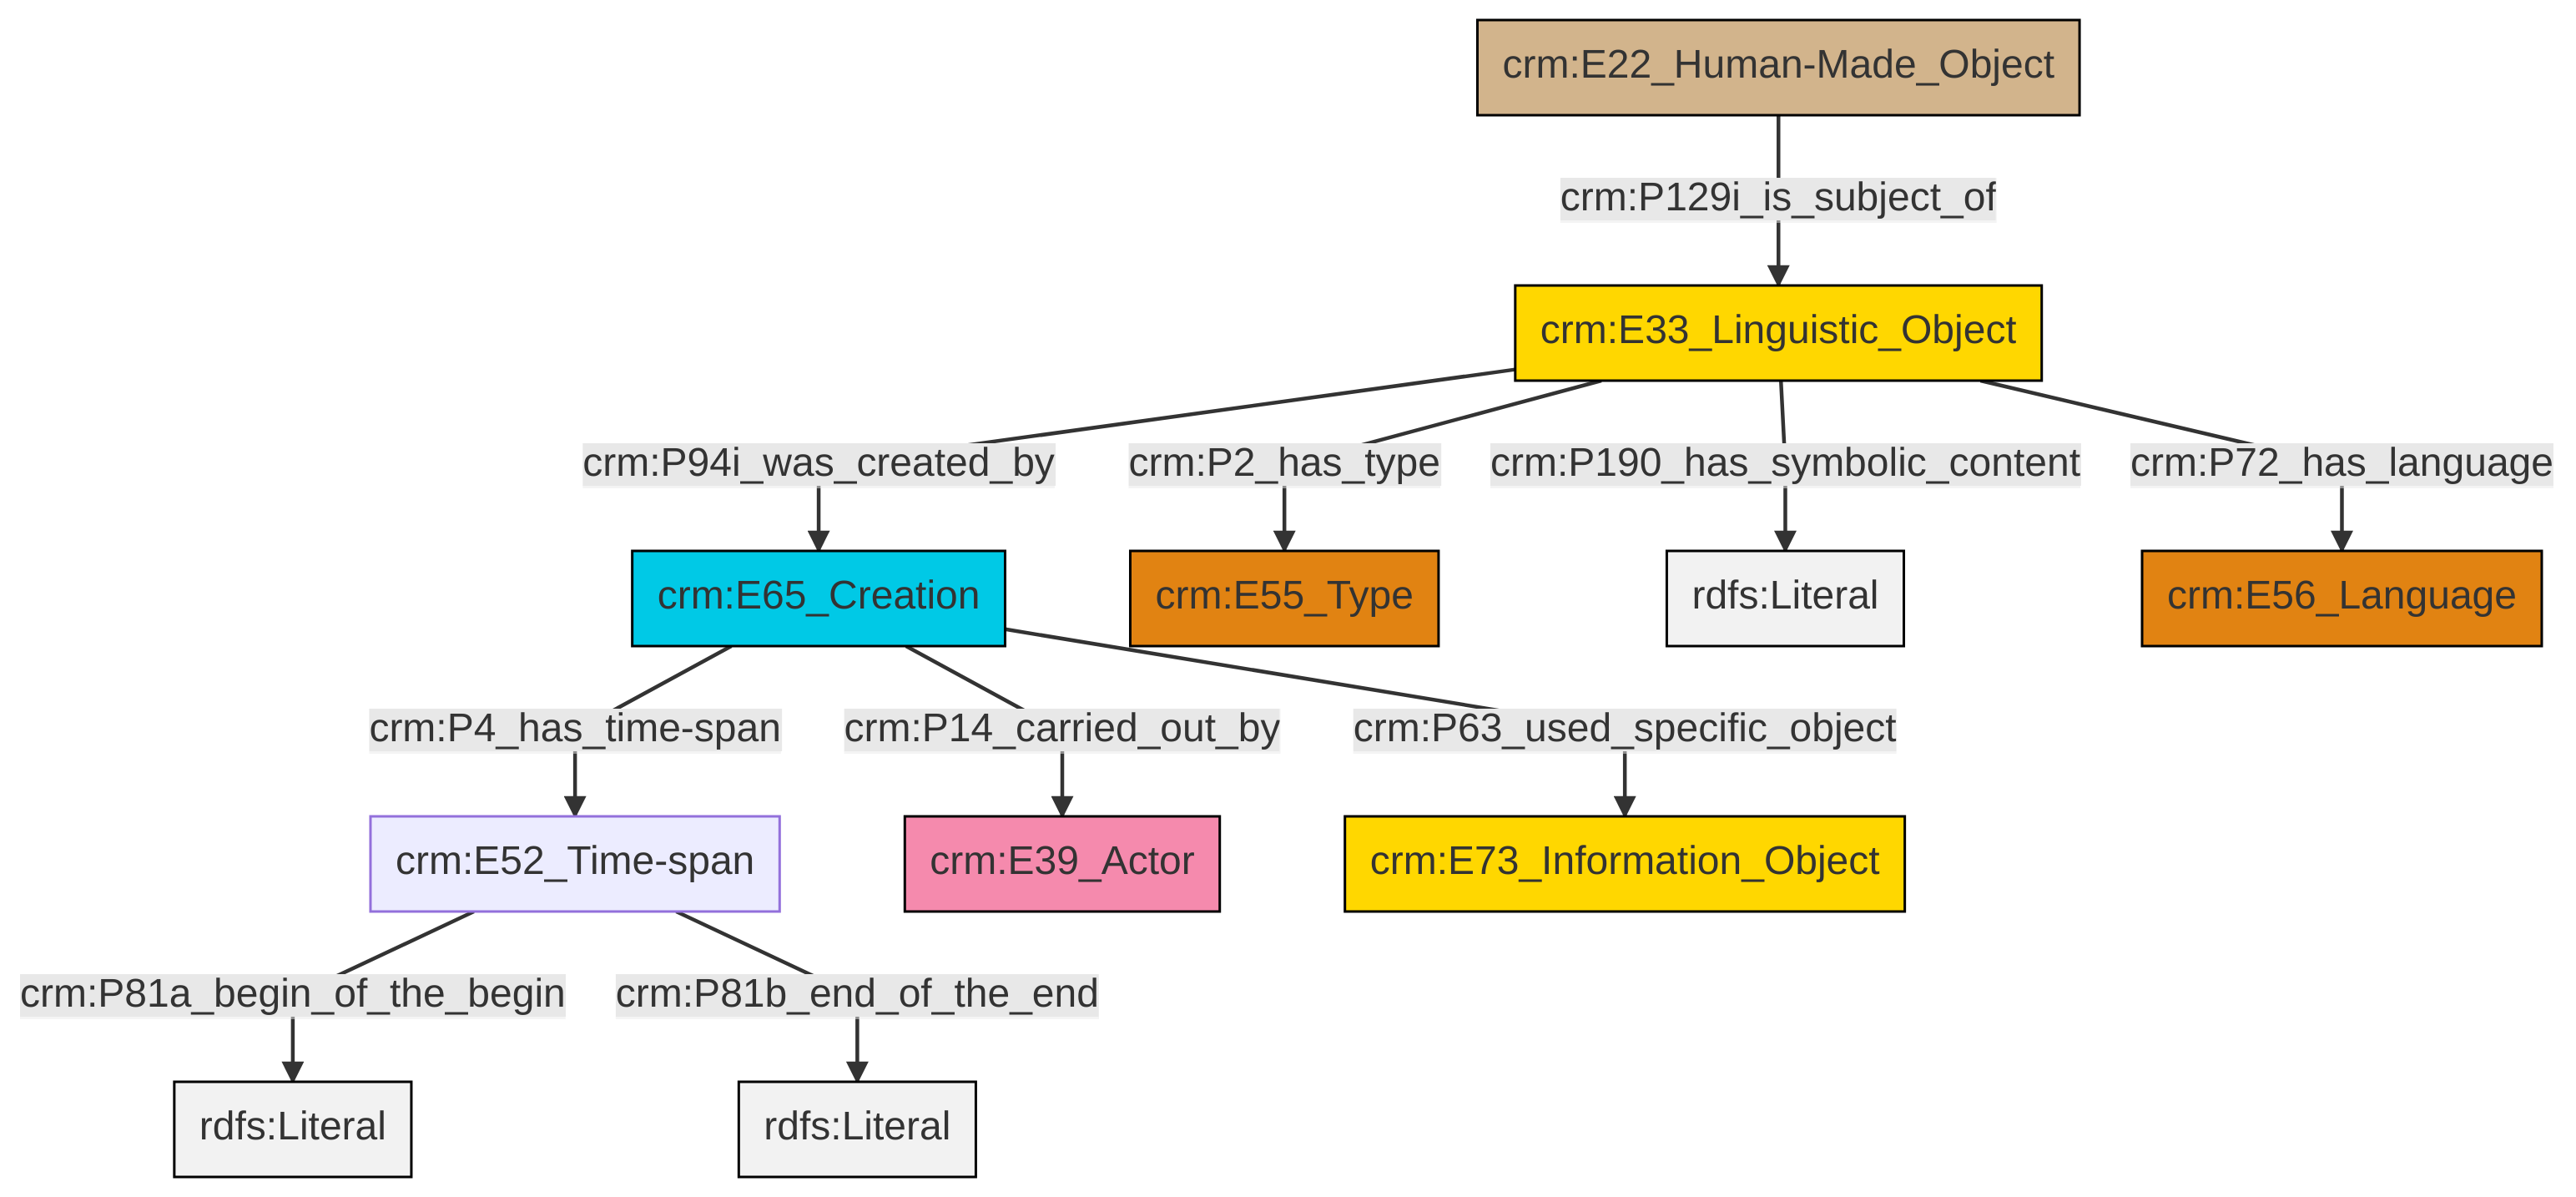 crm:E22_Human-Made_Object
crm:P129i_is_subject_of
crm:E33_Linguistic_Object
crm:P94i_was_created_by
crm:P2_has_type
crm:P190_has_symbolic_content
crm:P72_has_language
crm:E65_Creation
crm:E55_Type
rdfs:Literal
crm:E56_Language
crm:P4_has_time-span
crm:P14_carried_out_by
crm:P63_used_specific_object
crm:E52_Time-span
crm:E39_Actor
crm:E73_Information_Object
crm:P81a_begin_of_the_begin
crm:P81b_end_of_the_end
rdfs:Literal
rdfs:Literal